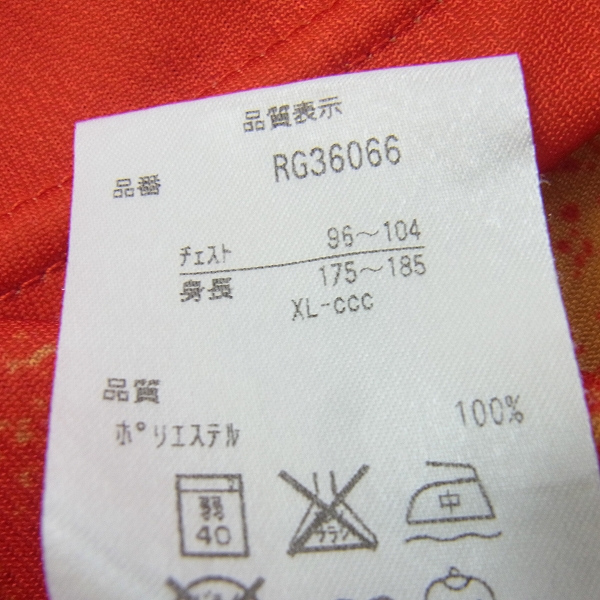 品質表示
品番 RG36066
チェスト 96～104
身長 175～185
XL-ccc
品質
ポリエステル 100%
弱
40
中